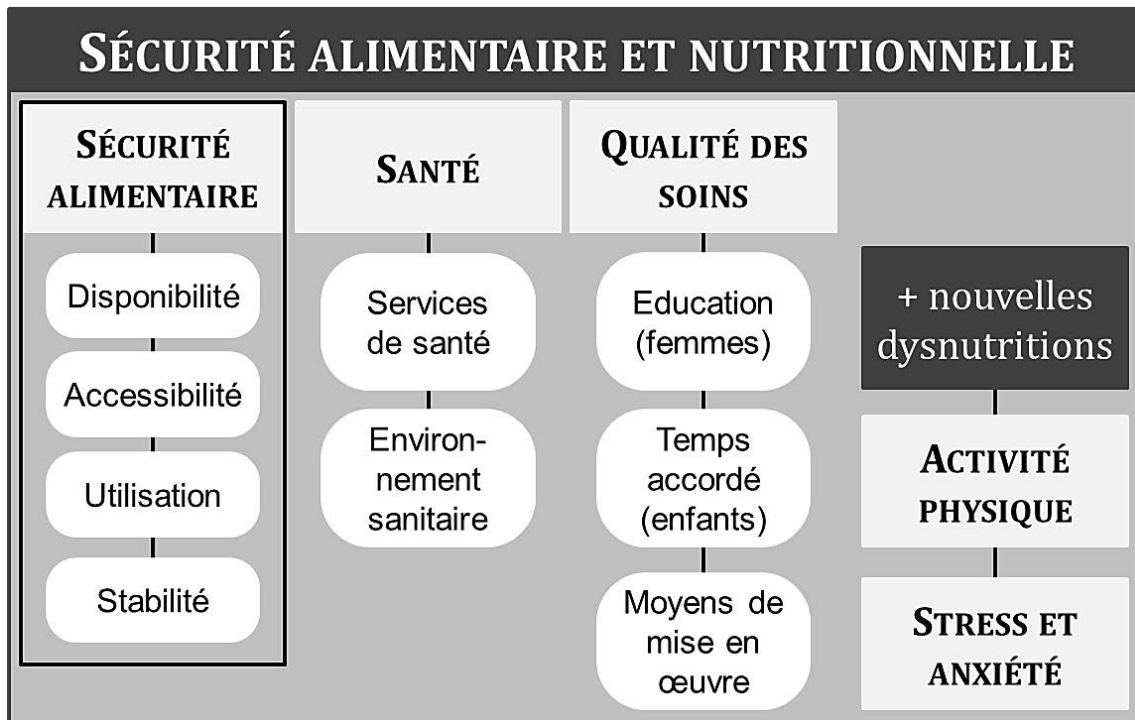 SÉCURITÉ ALIMENTAIRE ET NUTRITIONNELLE
SÉCURITÉ
ALIMENTAIRE
Disponibilité
Accessibilité
Utilisation
Stabilité
SANTÉ
Services
de santé
Environ-
nement
sanitaire
QUALITÉ DES
SOINS
Education
(femmes)
Temps
accordé
(enfants)
Moyens de
mise en
œuvre
+ nouvelles
dysnutritions
ACTIVITÉ
PHYSIQUE
STRESS ET
ANXIÉTÉ